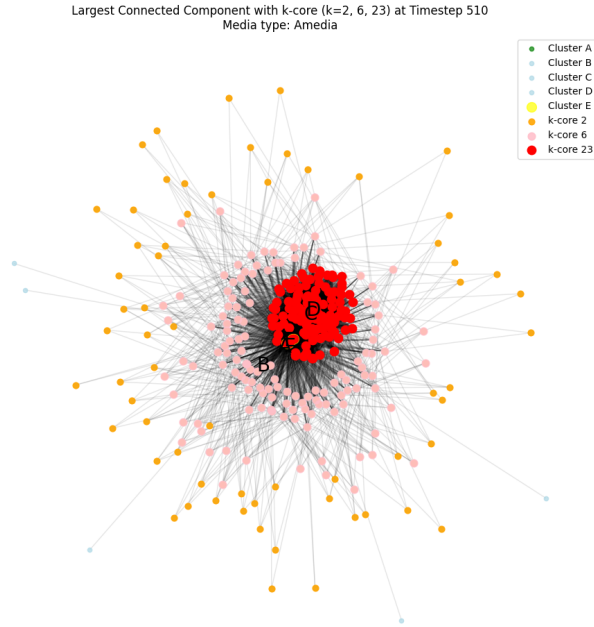 Largest Connected Component with k-core (k=2, 6, 23) at Timestep 510
Media type: Amedia
Cluster A
Cluster B
Cluster C
Cluster D
Cluster E
k-core 2
k-core 6
k-core 23
D
B